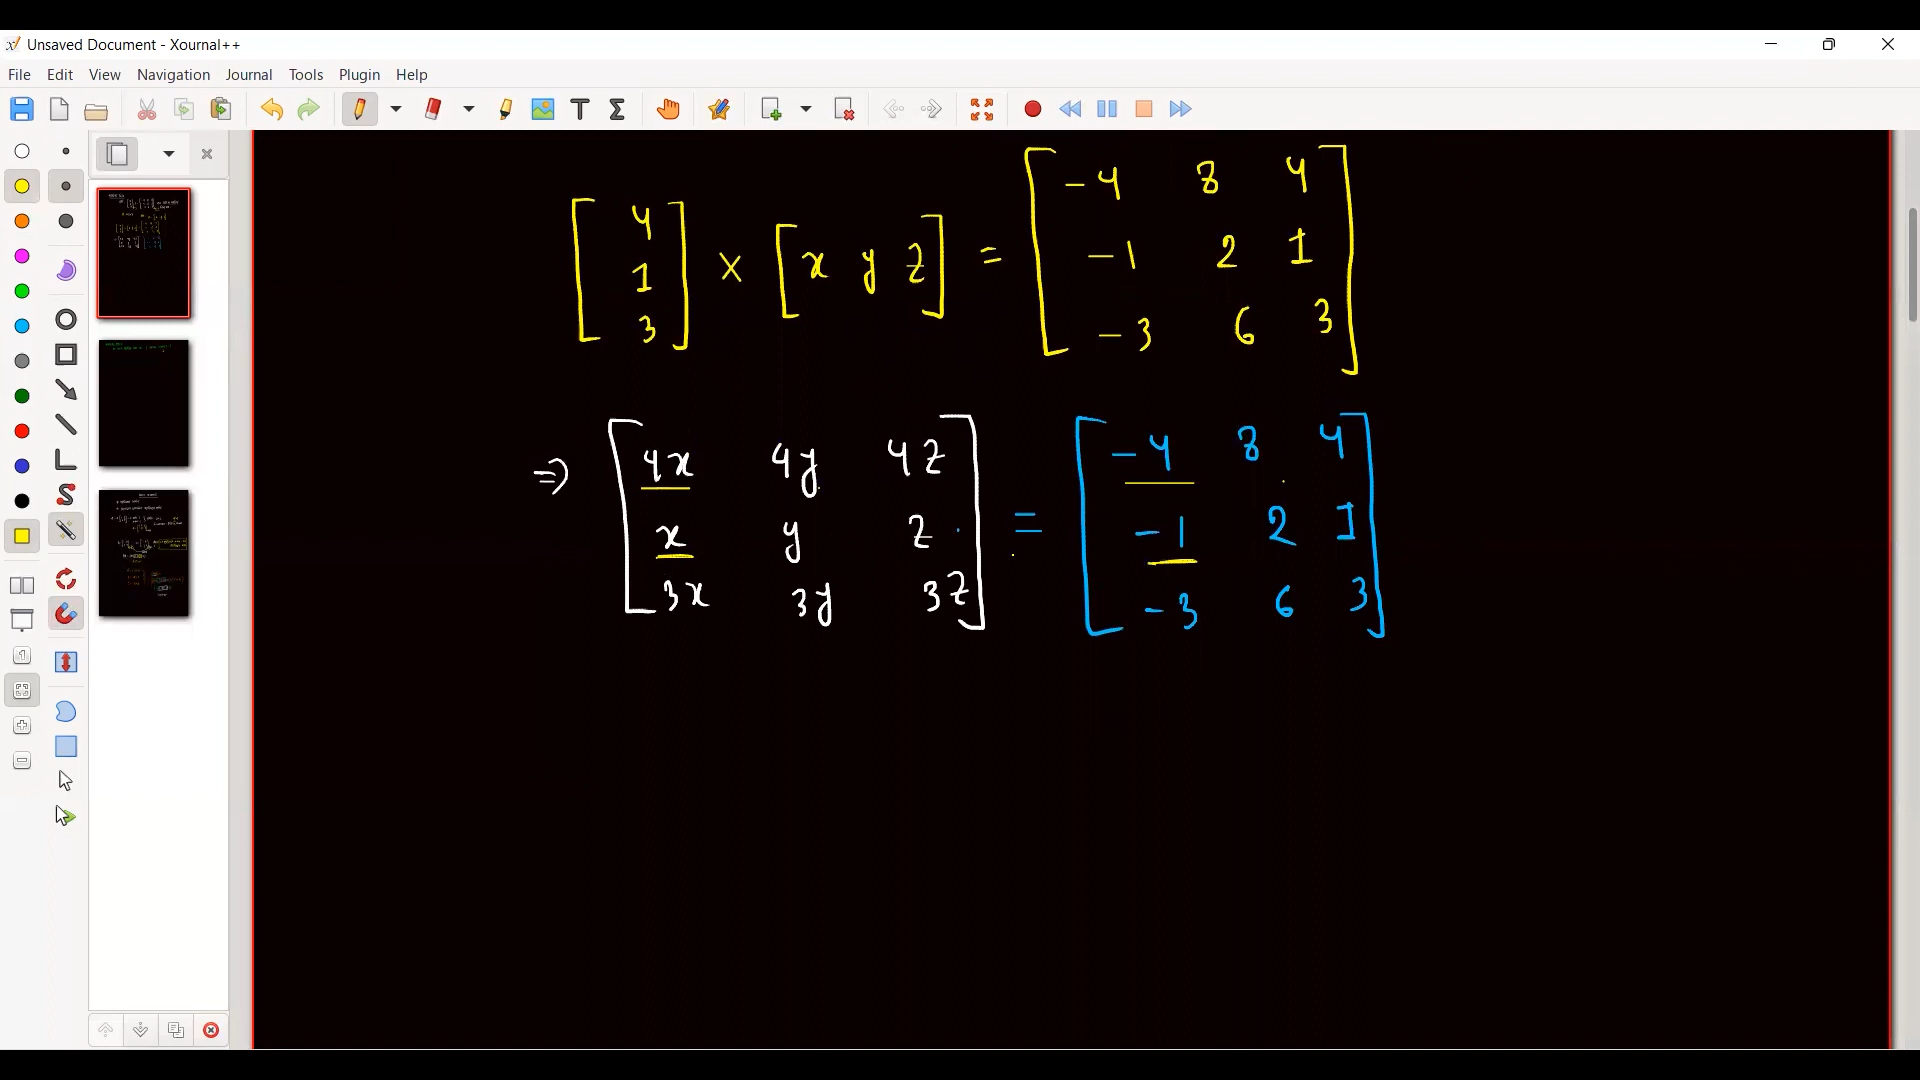 Unsaved Document - Xournal++
File Edit View Navigation Journal Tools Plugin Help
[4 1 3] × [x y z] = [-4 8 4
-1 2 1
-3 6 3]
⇒ [4x 4y 4z = [-4 8 4
x y z -1 2 1
3x 3y 3z] -3 6 3]